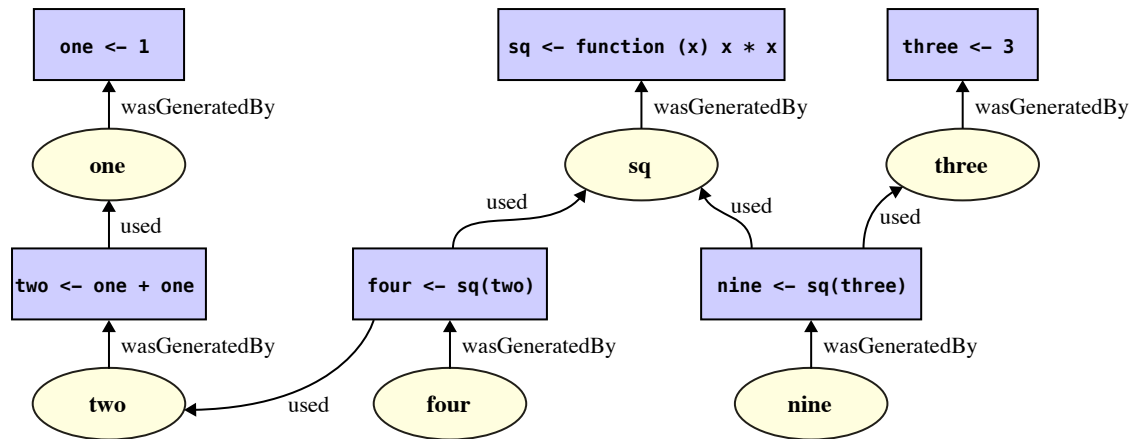 one <- 1
sq <- function (x) x * x
three <- 3
wasGeneratedBy
wasGeneratedBy
wasGeneratedBy
one
sq
three
used
used
used
used
two <- one + one
four <- sq(two)
nine <- sq(three)
wasGeneratedBy
wasGeneratedBy
wasGeneratedBy
two
used
four
nine